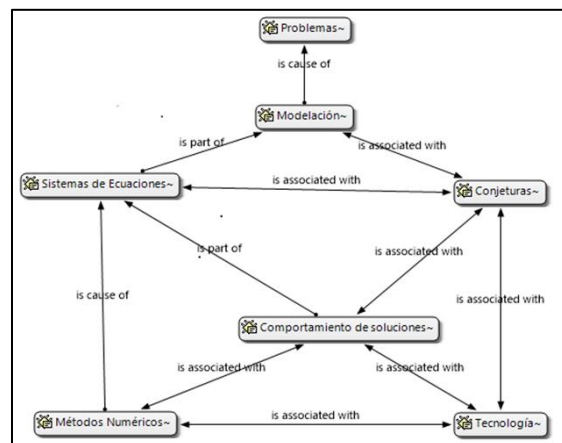 Problemas~
is cause of
Modelación~
is part of
is associated with
Sistemas de Ecuaciones~
is associated with
Conjeturas~
is part of
is associated with
is cause of
is associated with
Comportamiento de soluciones~
is associated with
is associated with
Métodos Numéricos~
is associated with
Tecnología~